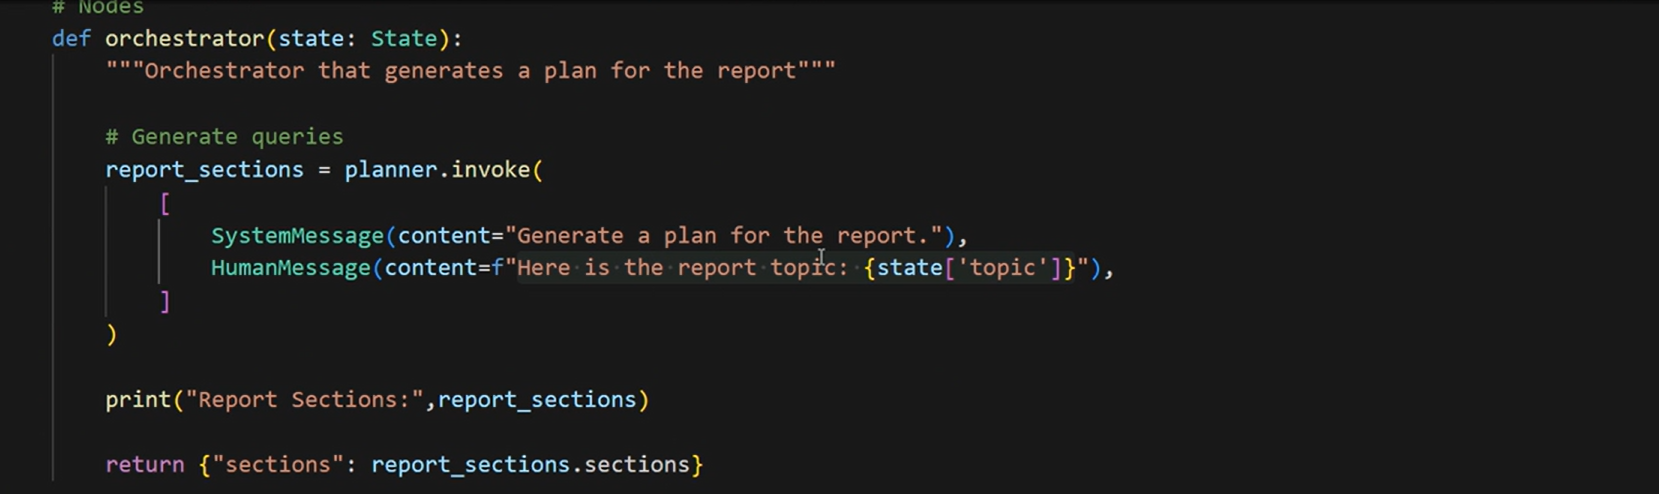 # Nodes
def orchestrator(state: State):
"""Orchestrator that generates a plan for the report"""
# Generate queries
report_sections = planner.invoke(
[
SystemMessage(content="Generate a plan for the report."),
HumanMessage(content=f"Here is the report topic: {state['topic']}"),
]
)
print("Report Sections:",report_sections)
return {"sections": report_sections.sections}